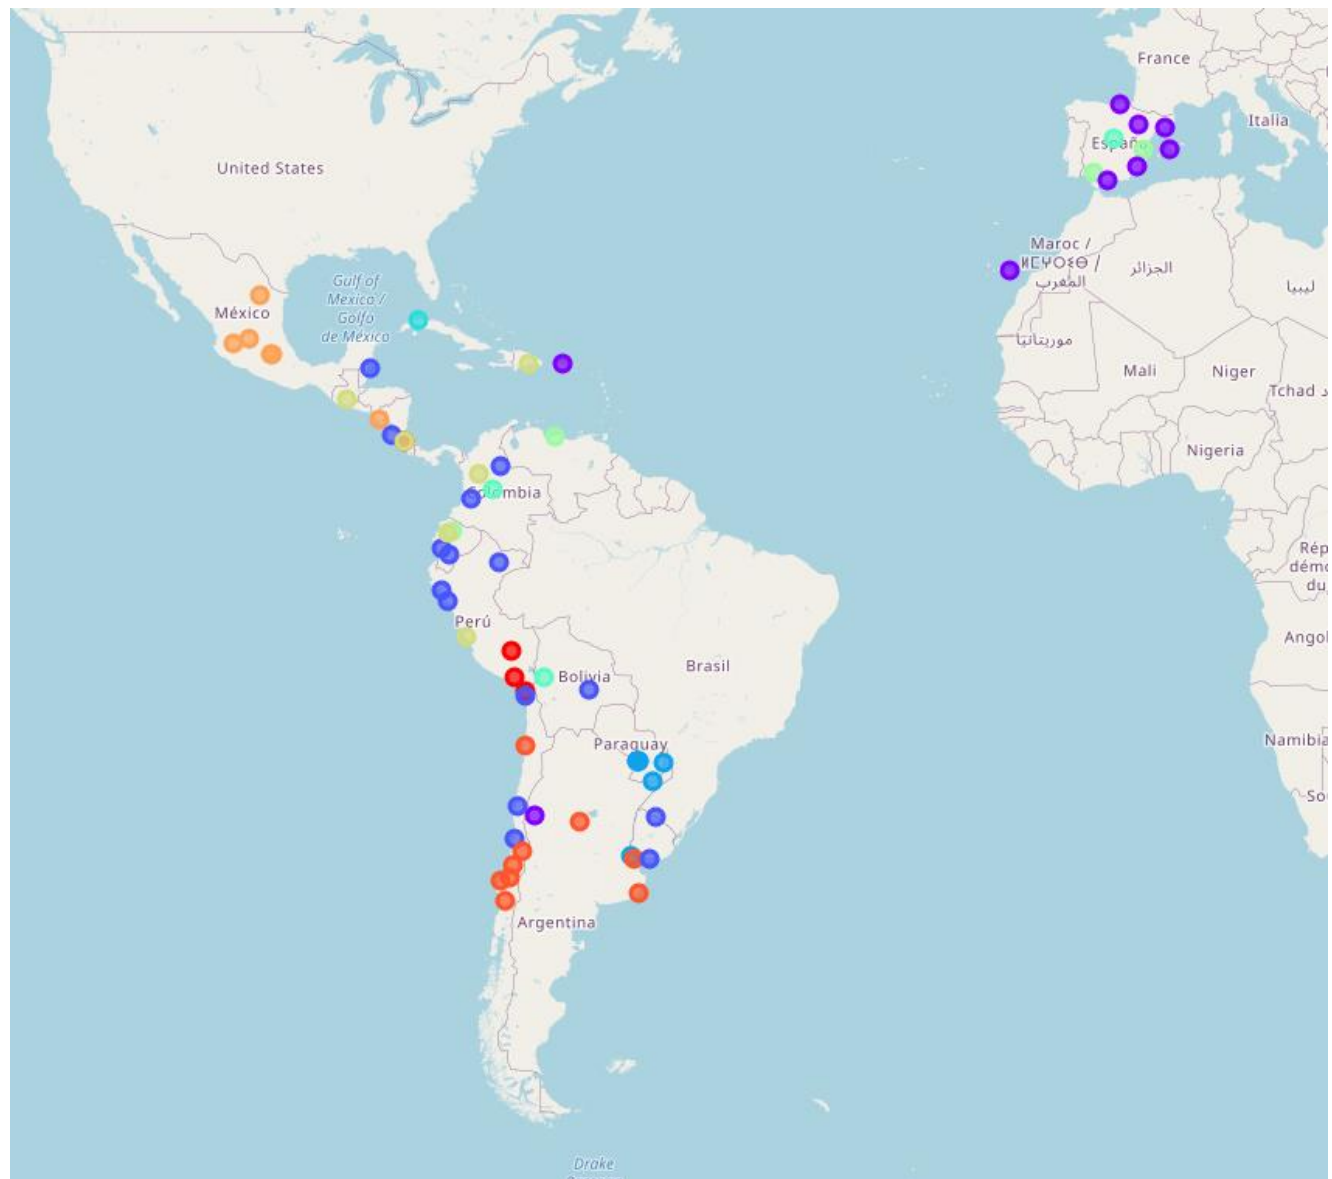 France
Italia
España
United States
Maroc /
ⵍⵎⵖⵔⵉⴱ /
المغرب
الجزائر
ليبيا
Gulf of
Mexico /
Golfo
de México
México
موريتانيا
Mali
Niger
Tchad
Nigeria
Colombia
Rép
démo
du
Perú
Brasil
Bolivia
Angol
Paraguay
Namibia
So
Argentina
Drake